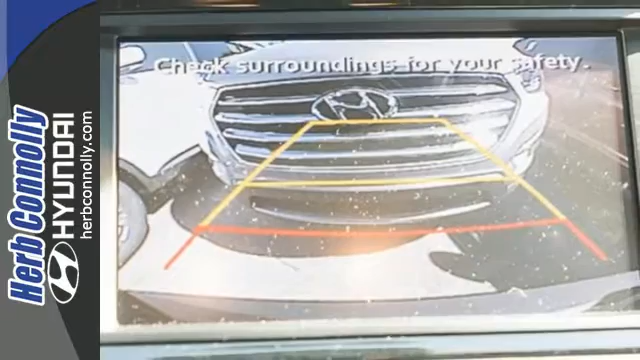 Check surroundings for your safety.
Herb Connolly
HYUNDAI
herbconnolly.com